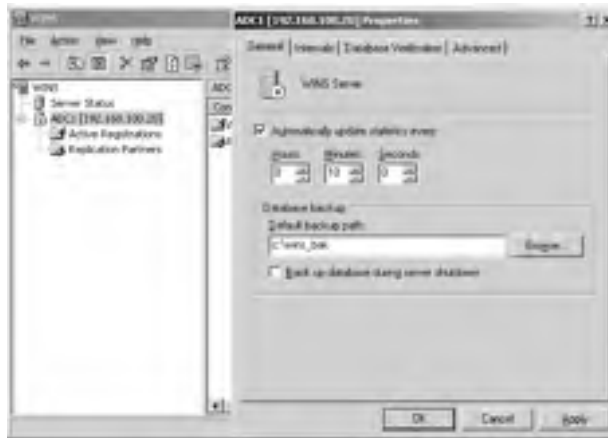 WINS
File Action View Help
WINS
Server Status
ADC1 [192.168.100.20]
Active Registrations
Replication Partners
ADC
ADC1 [192.168.100.20] Properties
General Intervals Database Verification Advanced
WINS Server
Automatically update statistics every:
Hours Minutes Seconds
0 10 0
Database backup
Default backup path:
c:\wins_bak
Browse...
Back up database during server shutdown
OK Cancel Apply